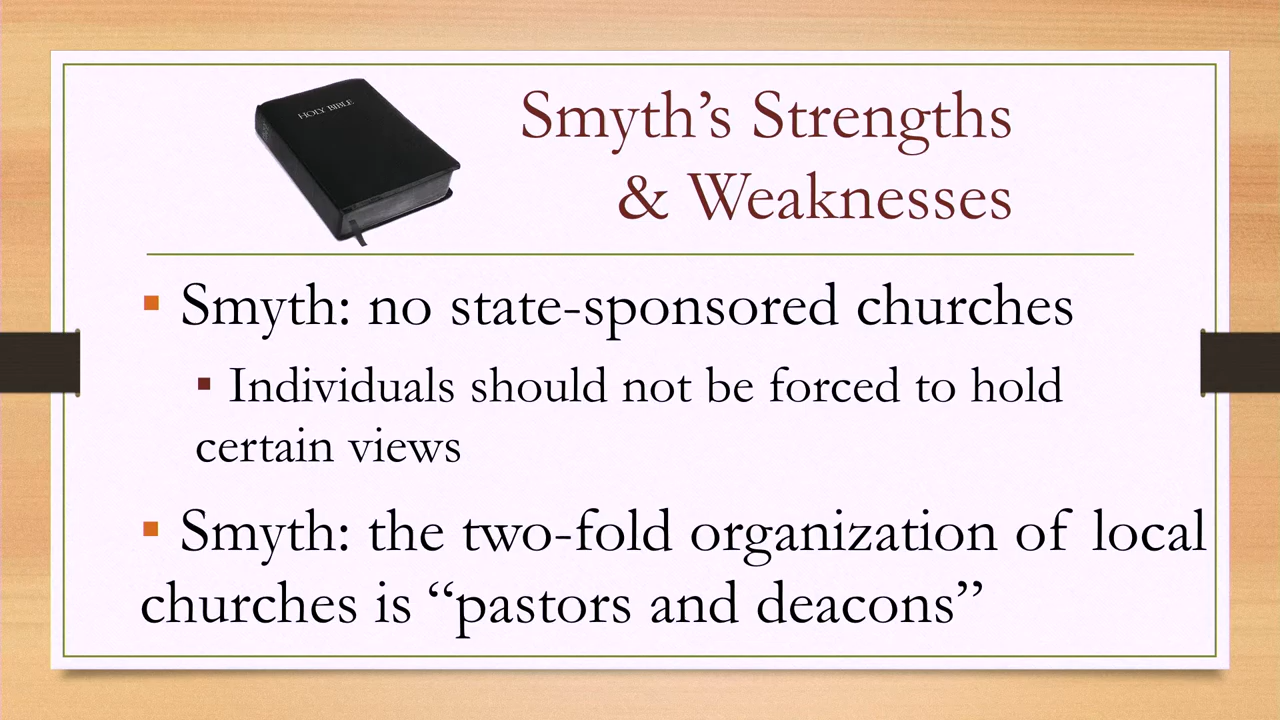 HOLY BIBLE
Smyth’s Strengths
& Weaknesses
▪ Smyth: no state-sponsored churches
▪ Individuals should not be forced to hold
certain views
▪ Smyth: the two-fold organization of local
churches is “pastors and deacons”